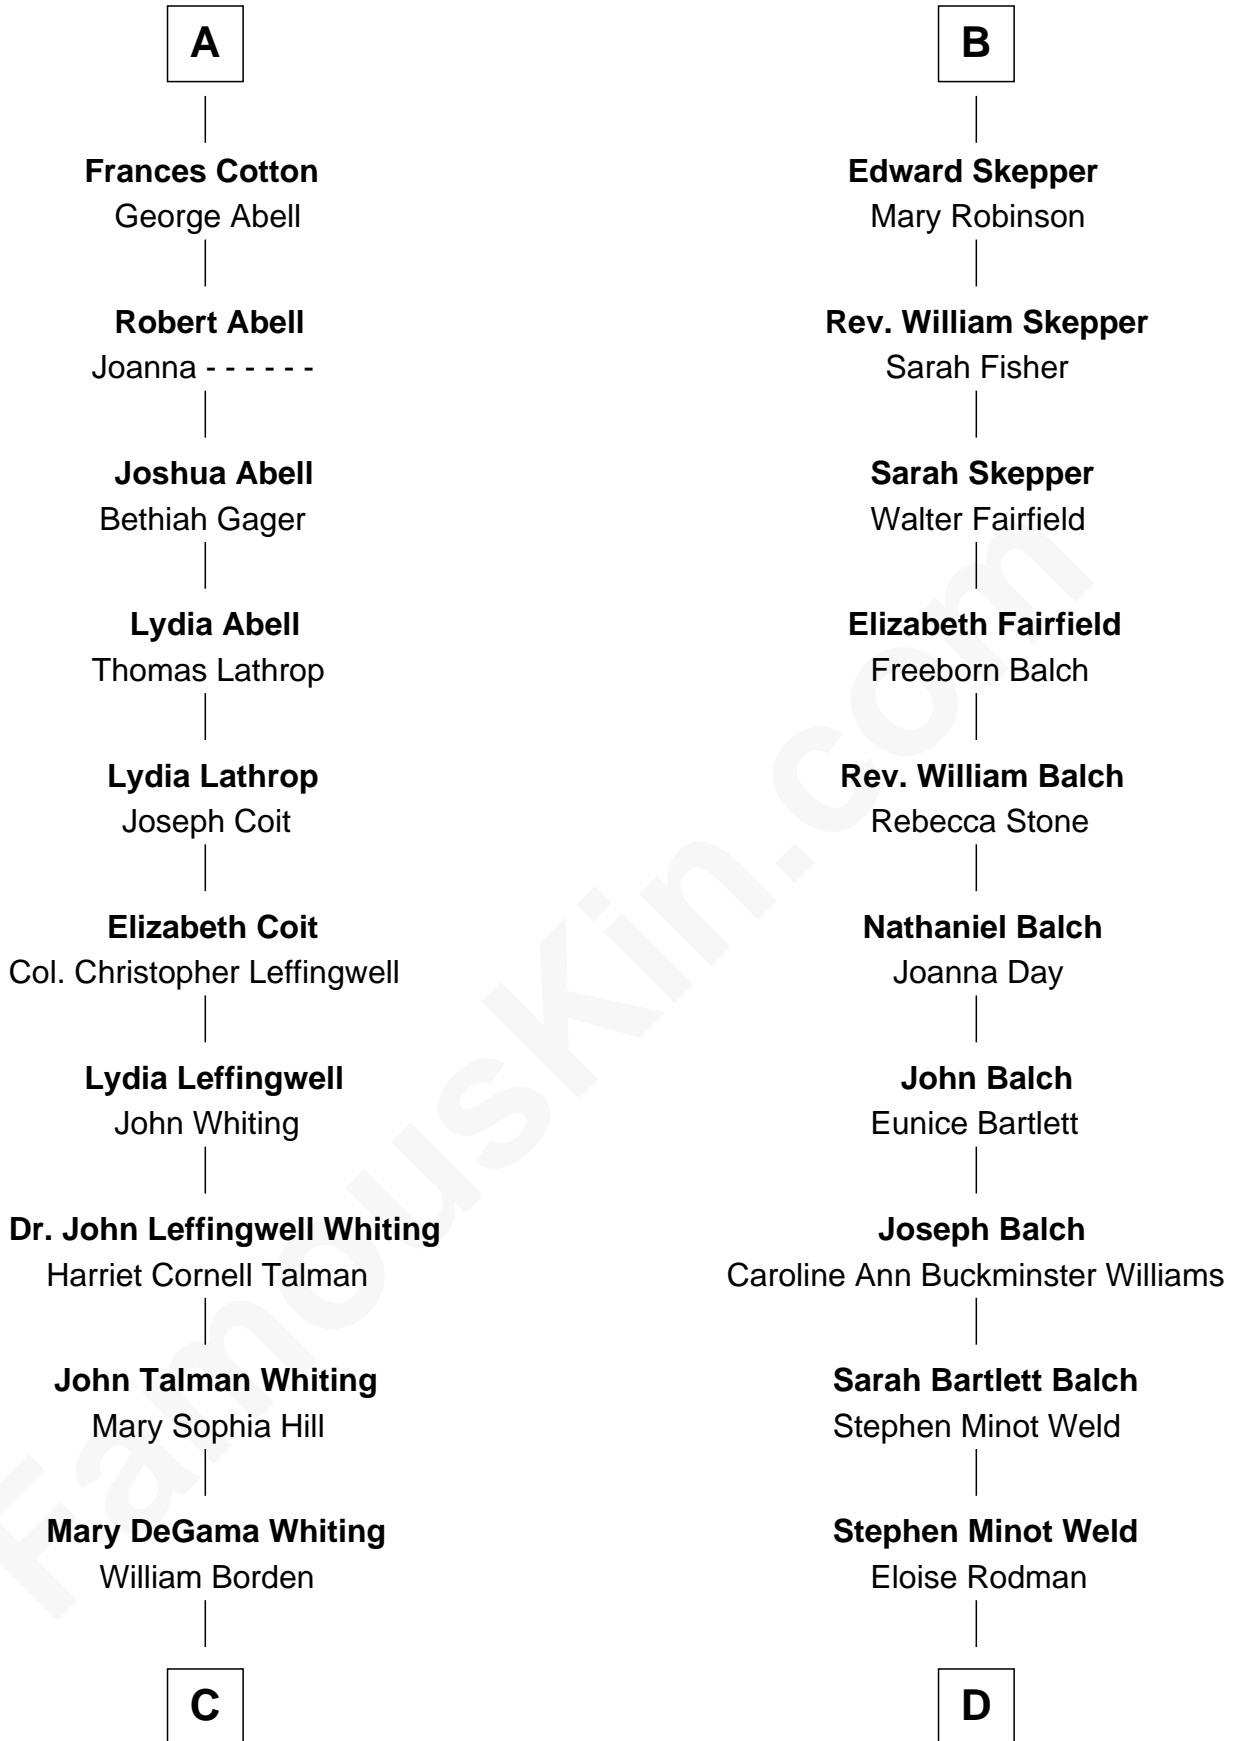 A
Frances Cotton
George Abell
Robert Abell
Joanna - - - - - -
Joshua Abell
Bethiah Gager
Lydia Abell
Thomas Lathrop
Lydia Lathrop
Joseph Coit
Elizabeth Coit
Col. Christopher Leffingwell
Lydia Leffingwell
John Whiting
Dr. John Leffingwell Whiting
Harriet Cornell Talman
John Talman Whiting
Mary Sophia Hill
Mary DeGama Whiting
William Borden
C
B
Edward Skepper
Mary Robinson
Rev. William Skepper
Sarah Fisher
Sarah Skepper
Walter Fairfield
Elizabeth Fairfield
Freeborn Balch
Rev. William Balch
Rebecca Stone
Nathaniel Balch
Joanna Day
John Balch
Eunice Bartlett
Joseph Balch
Caroline Ann Buckminster Williams
Sarah Bartlett Balch
Stephen Minot Weld
Stephen Minot Weld
Eloise Rodman
D
FamousKin.com